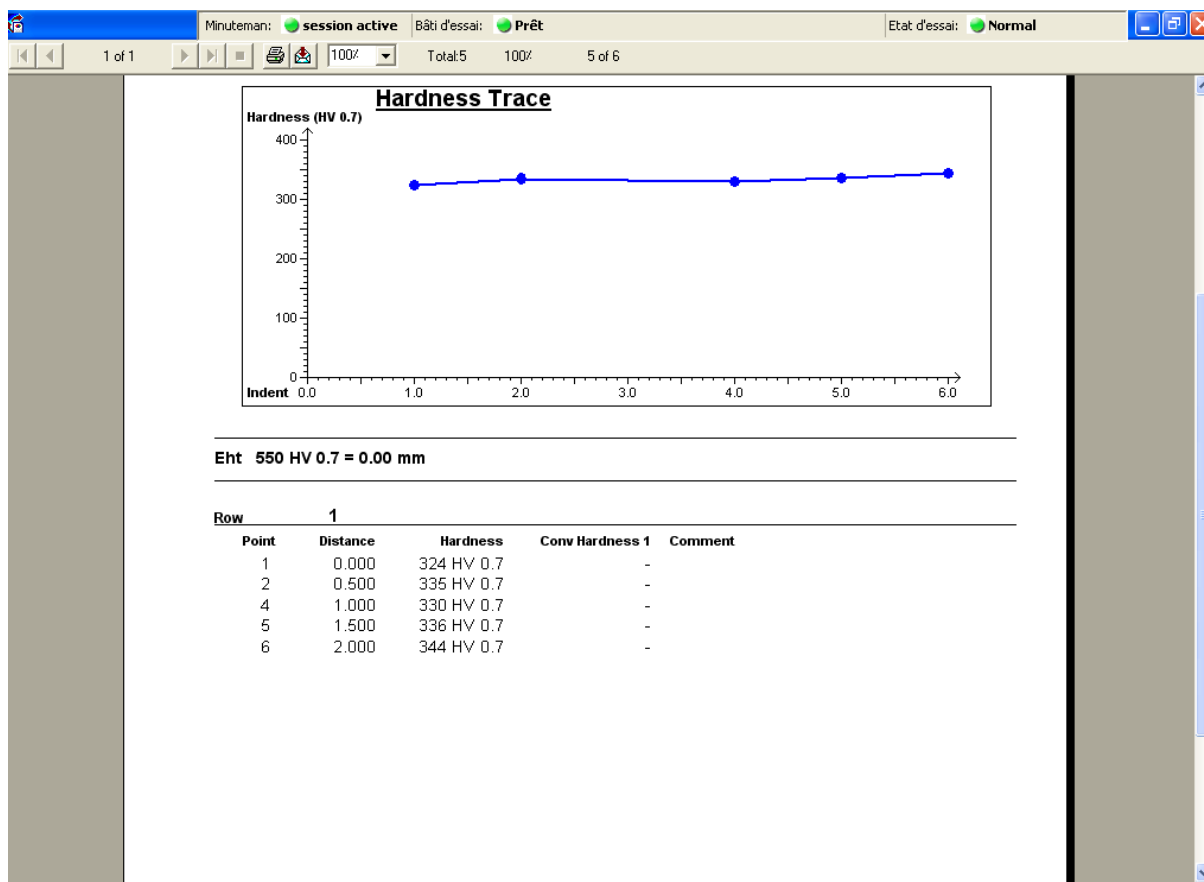 Minuteman: session active Bâti d'essai: Prêt Etat d'essai: Normal
1 of 1 100% Total:5 100% 5 of 6
Hardness Trace
Hardness (HV 0.7)
400
300
200
100
0
Indent 0.0 1.0 2.0 3.0 4.0 5.0 6.0
Eht 550 HV 0.7 = 0.00 mm
Row 1
Point Distance Hardness Conv Hardness 1 Comment
1 0.000 324 HV 0.7 -
2 0.500 335 HV 0.7 -
4 1.000 330 HV 0.7 -
5 1.500 336 HV 0.7 -
6 2.000 344 HV 0.7 -